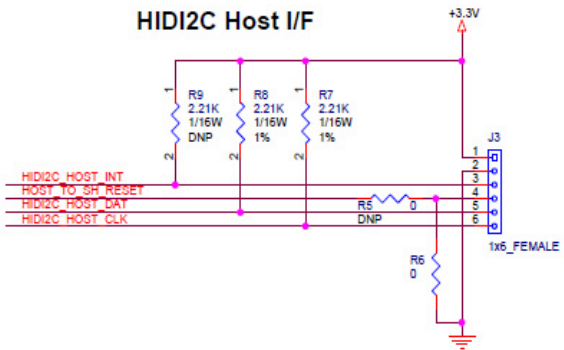 HIDI2C Host I/F
+3.3V
1
R9
2.21K
1/16W
DNP
2
1
R8
2.21K
1/16W
1%
2
1
R7
2.21K
1/16W
1%
2
J3
1
2
3
4
5
6
1x6_FEMALE
HIDI2C_HOST_INT
HOST_TO_SH_RESET
HIDI2C_HOST_DAT
HIDI2C_HOST_CLK
R5
0
DNP
R6
0